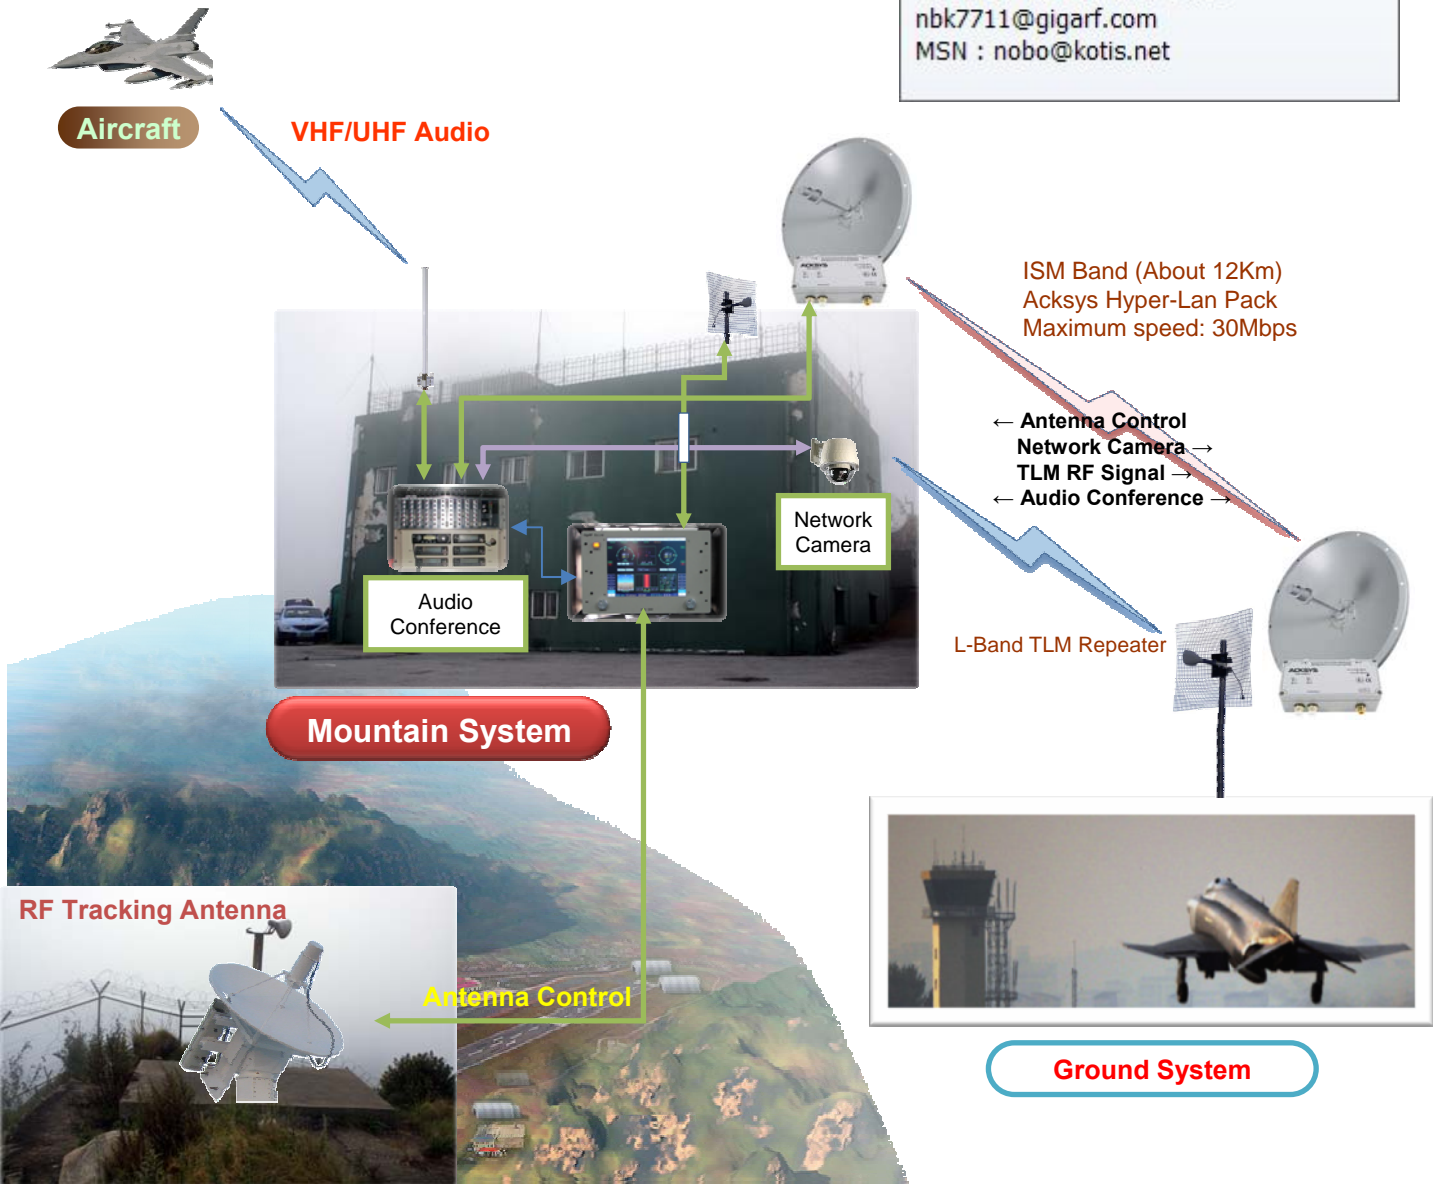 nbk7711@gigarf.com
MSN : nobo@kotis.net
Aircraft
VHF/UHF Audio
ACKSYS
ISM Band (About 12Km)
Acksys Hyper-Lan Pack
Maximum speed: 30Mbps
← Antenna Control
Network Camera →
TLM RF Signal →
← Audio Conference →
Network
Camera
Audio
Conference
L-Band TLM Repeater
ACKSYS
Mountain System
RF Tracking Antenna
Antenna Control
Ground System